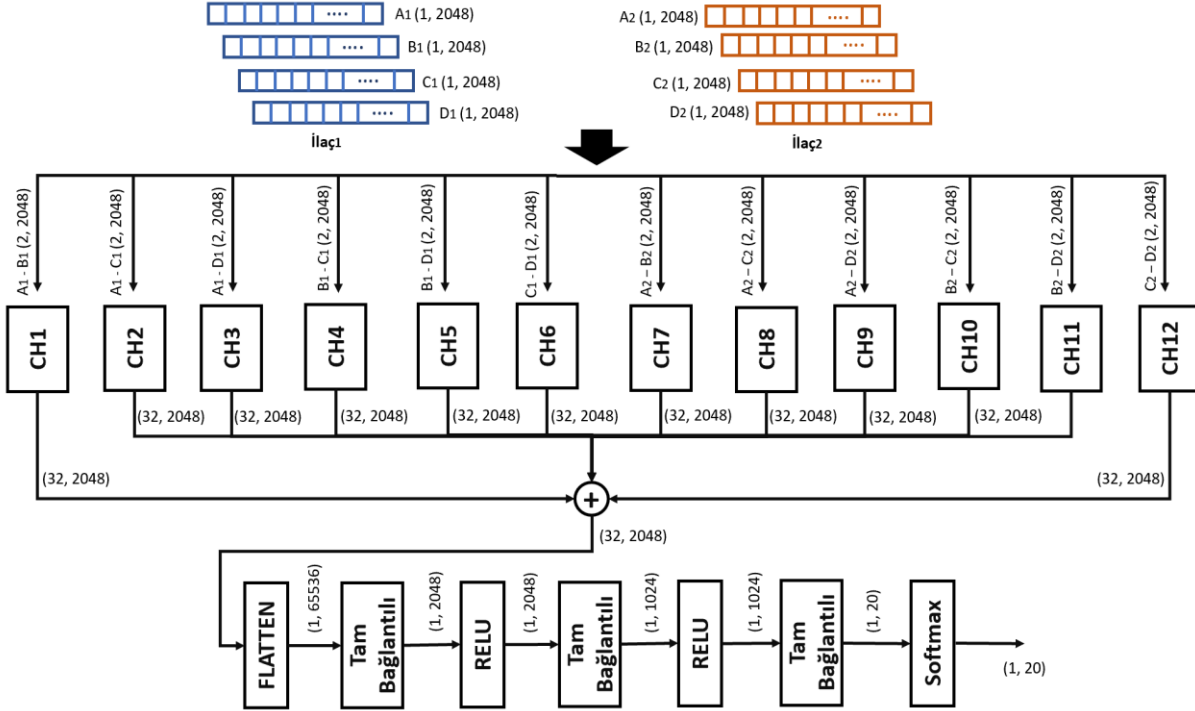 A1 (1, 2048)
B1 (1, 2048)
C1 (1, 2048)
D1 (1, 2048)
İlaç1
A2 (1, 2048)
B2 (1, 2048)
C2 (1, 2048)
D2 (1, 2048)
İlaç2
A1 - B1 (2, 2048)
A1 - C1 (2, 2048)
A1 - D1 (2, 2048)
B1 - C1 (2, 2048)
B1 - D1 (2, 2048)
C1 - D1 (2, 2048)
A2 – B2 (2, 2048)
A2 – C2 (2, 2048)
A2 – D2 (2, 2048)
B2 – C2 (2, 2048)
B2 – D2 (2, 2048)
C2 – D2 (2, 2048)
CH1
CH2
CH3
CH4
CH5
CH6
CH7
CH8
CH9
CH10
CH11
CH12
(32, 2048)
(32, 2048)
(32, 2048)
(32, 2048)
(32, 2048)
(32, 2048)
(32, 2048)
(32, 2048)
(32, 2048)
(32, 2048)
(32, 2048)
+
(32, 2048)
FLATTEN
(1, 65536)
Tam
Bağlantılı
(1, 2048)
RELU
(1, 2048)
Tam
Bağlantılı
(1, 1024)
RELU
(1, 1024)
Tam
Bağlantılı
(1, 20)
Softmax
(1, 20)